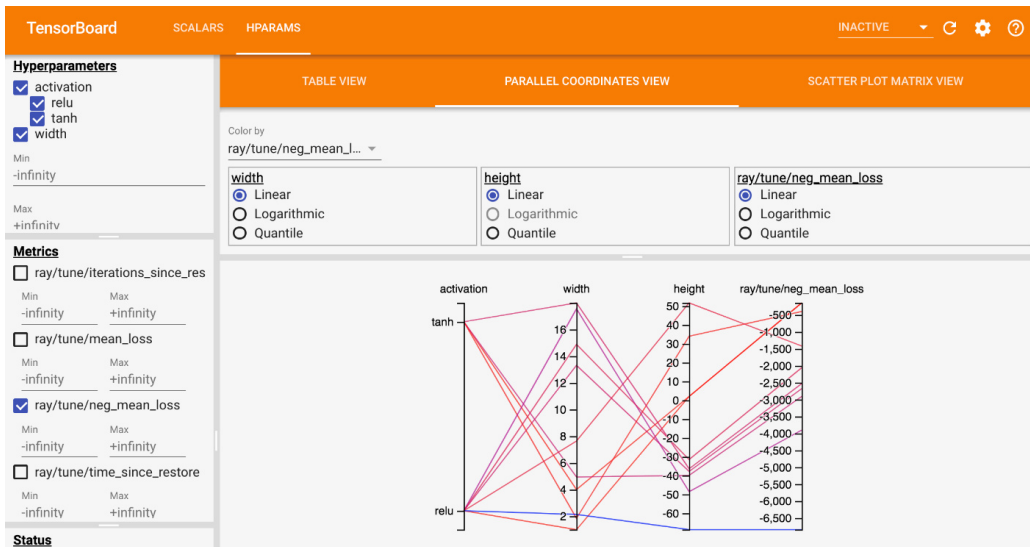 TensorBoard SCALARS HPARAMS INACTIVE
Hyperparameters
activation
relu
tanh
width
Min
-infinity
Max
+infinity
Metrics
ray/tune/iterations_since_res
Min Max
-infinity +infinity
ray/tune/mean_loss
Min Max
-infinity +infinity
ray/tune/neg_mean_loss
Min Max
-infinity +infinity
ray/tune/time_since_restore
Min Max
-infinity +infinity
Status
TABLE VIEW PARALLEL COORDINATES VIEW SCATTER PLOT MATRIX VIEW
Color by
ray/tune/neg_mean_l...
width
Linear
Logarithmic
Quantile
height
Linear
Logarithmic
Quantile
ray/tune/neg_mean_loss
Linear
Logarithmic
Quantile
activation
tanh
relu
width
16
14
12
10
8
6
4
2
height
50
40
30
20
10
0
-10
-20
-30
-40
-50
-60
ray/tune/neg_mean_loss
-500
-1,000
-1,500
-2,000
-2,500
-3,000
-3,500
-4,000
-4,500
-5,000
-5,500
-6,000
-6,500